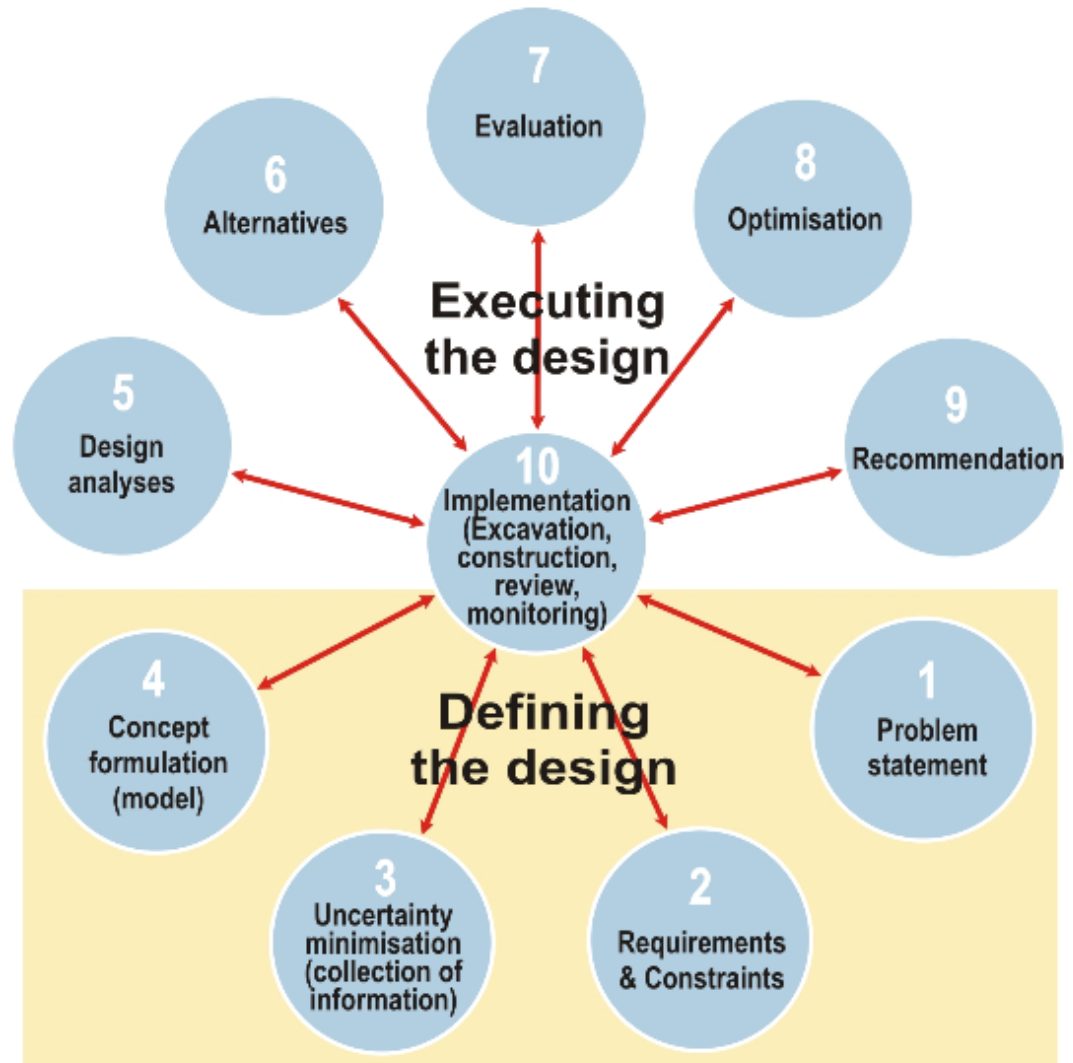 7
Evaluation
6
Alternatives
8
Optimisation
Executing
the design
5
Design
analyses
9
Recommendation
10
Implementation
(Excavation,
construction,
review,
monitoring)
4
Concept
formulation
(model)
Defining
the design
1
Problem
statement
3
Uncertainty
minimisation
(collection of
information)
2
Requirements
& Constraints